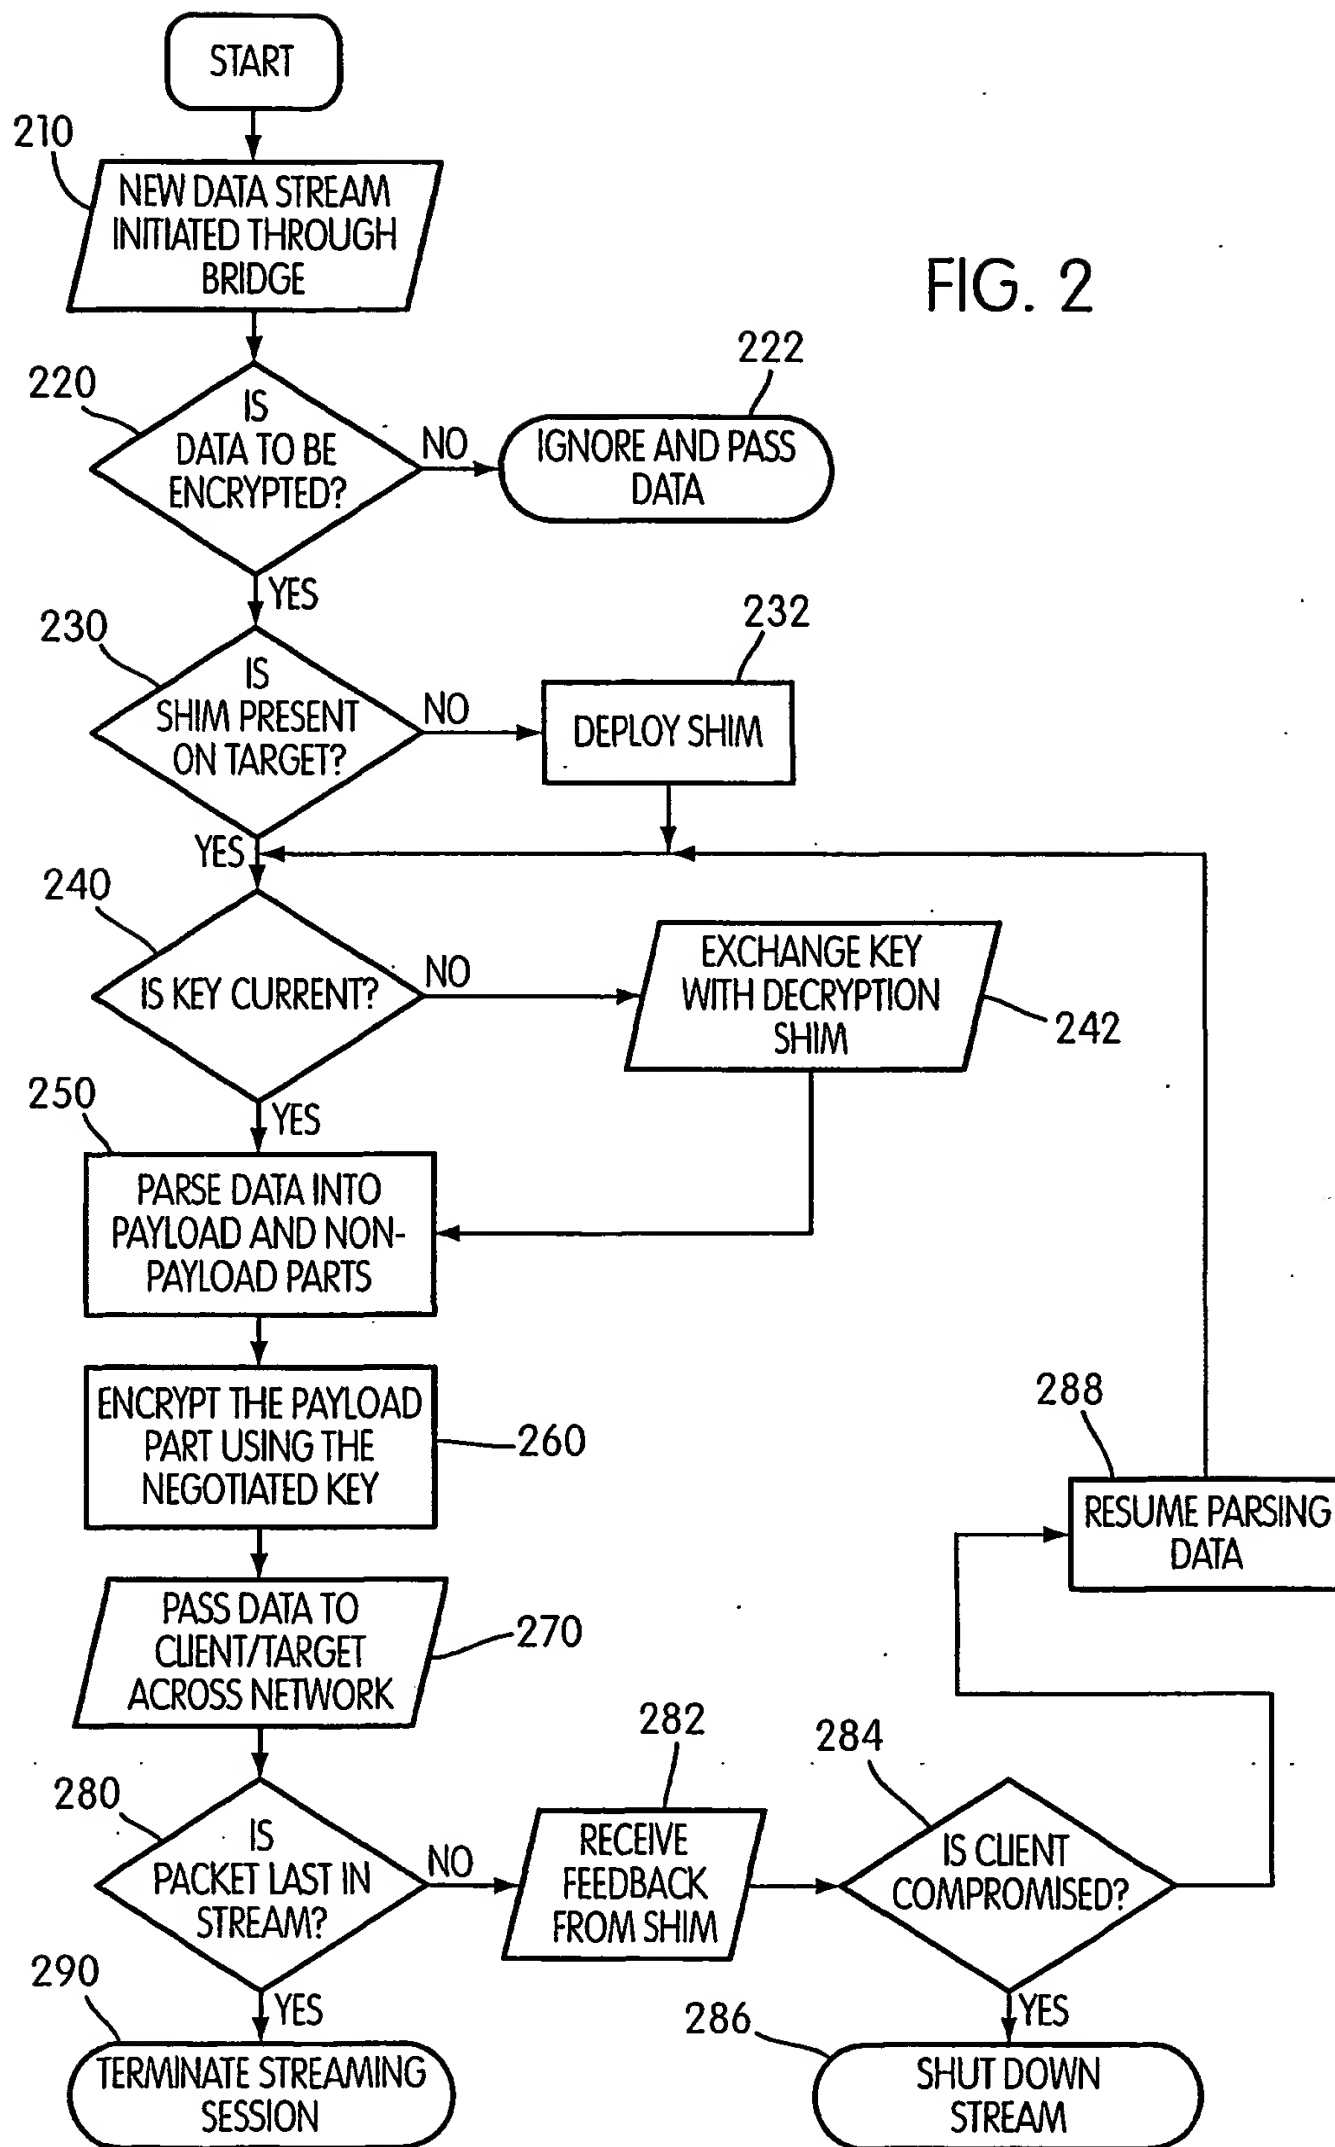 START
210
NEW DATA STREAM
INITIATED THROUGH
BRIDGE
FIG. 2
220
IS
DATA TO BE
ENCRYPTED?
NO
222
IGNORE AND PASS
DATA
YES
230
IS
SHIM PRESENT
ON TARGET?
NO
232
DEPLOY SHIM
YES
240
IS KEY CURRENT?
NO
EXCHANGE KEY
WITH DECRYPTION
SHIM
242
YES
250
PARSE DATA INTO
PAYLOAD AND NON-
PAYLOAD PARTS
ENCRYPT THE PAYLOAD
PART USING THE
NEGOTIATED KEY
260
288
RESUME PARSING
DATA
PASS DATA TO
CLIENT/TARGET
ACROSS NETWORK
270
280
IS
PACKET LAST IN
STREAM?
NO
282
RECEIVE
FEEDBACK
FROM SHIM
284
IS CLIENT
COMPROMISED?
YES
290
TERMINATE STREAMING
SESSION
YES
286
SHUT DOWN
STREAM